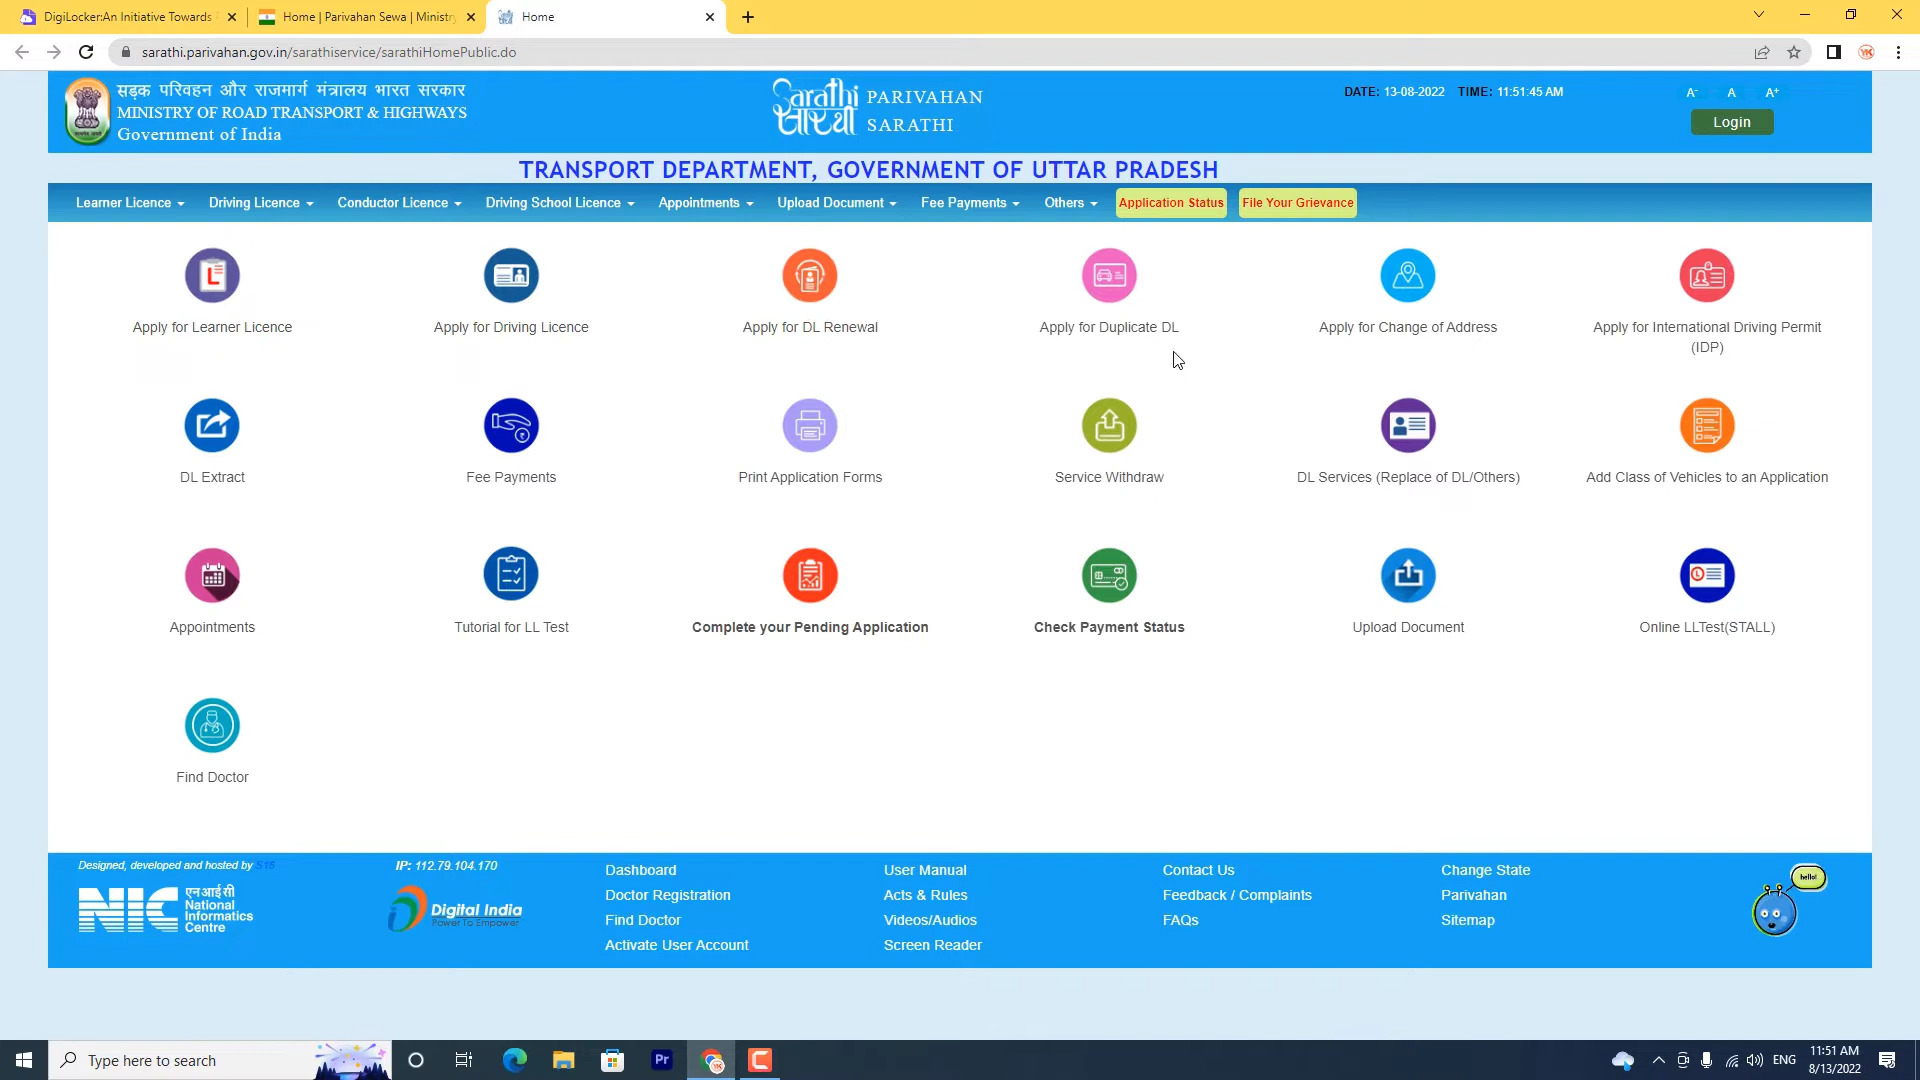 DigiLocker:An Initiative Towards
Home | Parivahan Sewa | Ministry
Home
sarathi.parivahan.gov.in/sarathiservice/sarathiHomePublic.do
YK
सड़क परिवहन और राजमार्ग मंत्रालय भारत सरकार
MINISTRY OF ROAD TRANSPORT & HIGHWAYS
Government of India
Sarathi
सारथी
PARIVAHAN
SARATHI
DATE: 13-08-2022 TIME: 11:51:45 AM
A- A A+
Login
TRANSPORT DEPARTMENT, GOVERNMENT OF UTTAR PRADESH
Learner Licence Driving Licence Conductor Licence Driving School Licence Appointments Upload Document Fee Payments Others Application Status File Your Grievance
Apply for Learner Licence
Apply for Driving Licence
Apply for DL Renewal
Apply for Duplicate DL
Apply for Change of Address
Apply for International Driving Permit
(IDP)
DL Extract
Fee Payments
Print Application Forms
Service Withdraw
DL Services (Replace of DL/Others)
Add Class of Vehicles to an Application
Appointments
Tutorial for LL Test
Complete your Pending Application
Check Payment Status
Upload Document
Online LLTest(STALL)
Find Doctor
Designed, developed and hosted by S15
NIC
एन आई सी
National
Informatics
Centre
IP: 112.79.104.170
Digital India
Power To Empower
Dashboard
Doctor Registration
Find Doctor
Activate User Account
User Manual
Acts & Rules
Videos/Audios
Screen Reader
Contact Us
Feedback / Complaints
FAQs
Change State
Parivahan
Sitemap
hello!
Type here to search
Pr
ENG
11:51 AM
8/13/2022